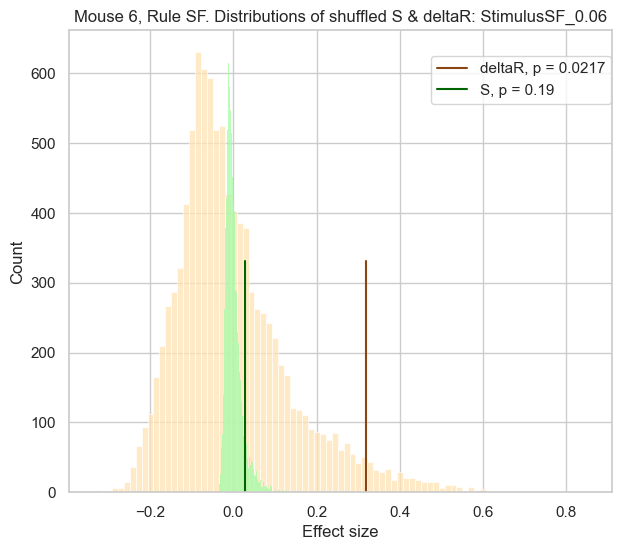 Mouse 6, Rule SF. Distributions of shuffled S & deltaR: StimulusSF_0.06
deltaR, p = 0.0217
S, p = 0.19
Count
600
500
400
300
200
100
0
−0.2
0.0
0.2
0.4
0.6
0.8
Effect size